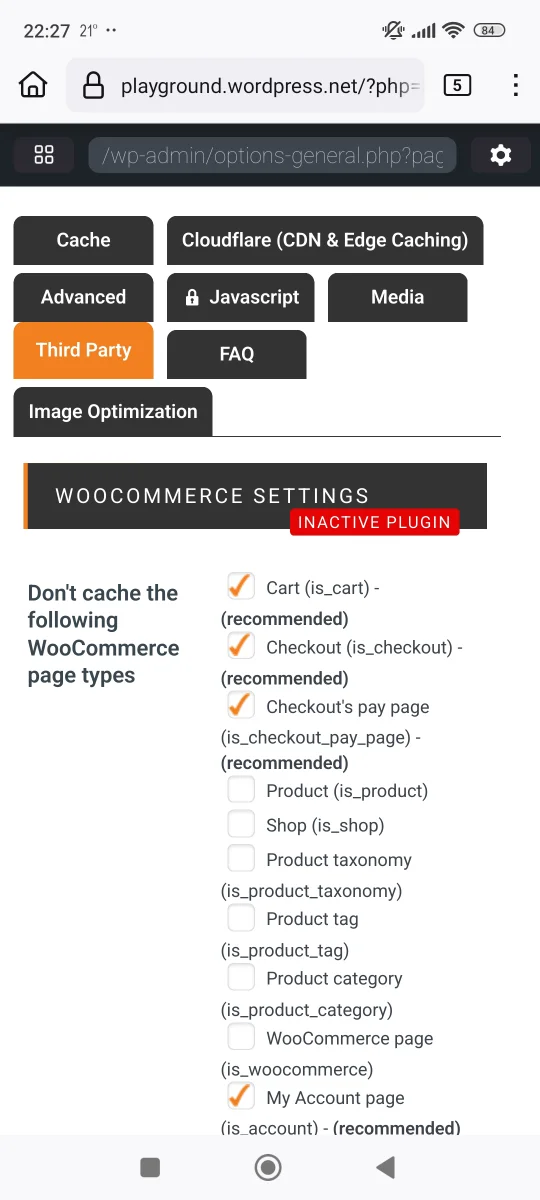 22:27 21° ··
84
playground.wordpress.net/?php=
5
/wp-admin/options-general.php?pag
Cache
Cloudflare (CDN & Edge Caching)
Advanced
Javascript
Media
Third Party
FAQ
Image Optimization
WOOCOMMERCE SETTINGS
INACTIVE PLUGIN
Don't cache the
following
WooCommerce
page types
Cart (is_cart) -
(recommended)
Checkout (is_checkout) -
(recommended)
Checkout's pay page
(is_checkout_pay_page) -
(recommended)
Product (is_product)
Shop (is_shop)
Product taxonomy
(is_product_taxonomy)
Product tag
(is_product_tag)
Product category
(is_product_category)
WooCommerce page
(is_woocommerce)
My Account page
(is_account) - (recommended)